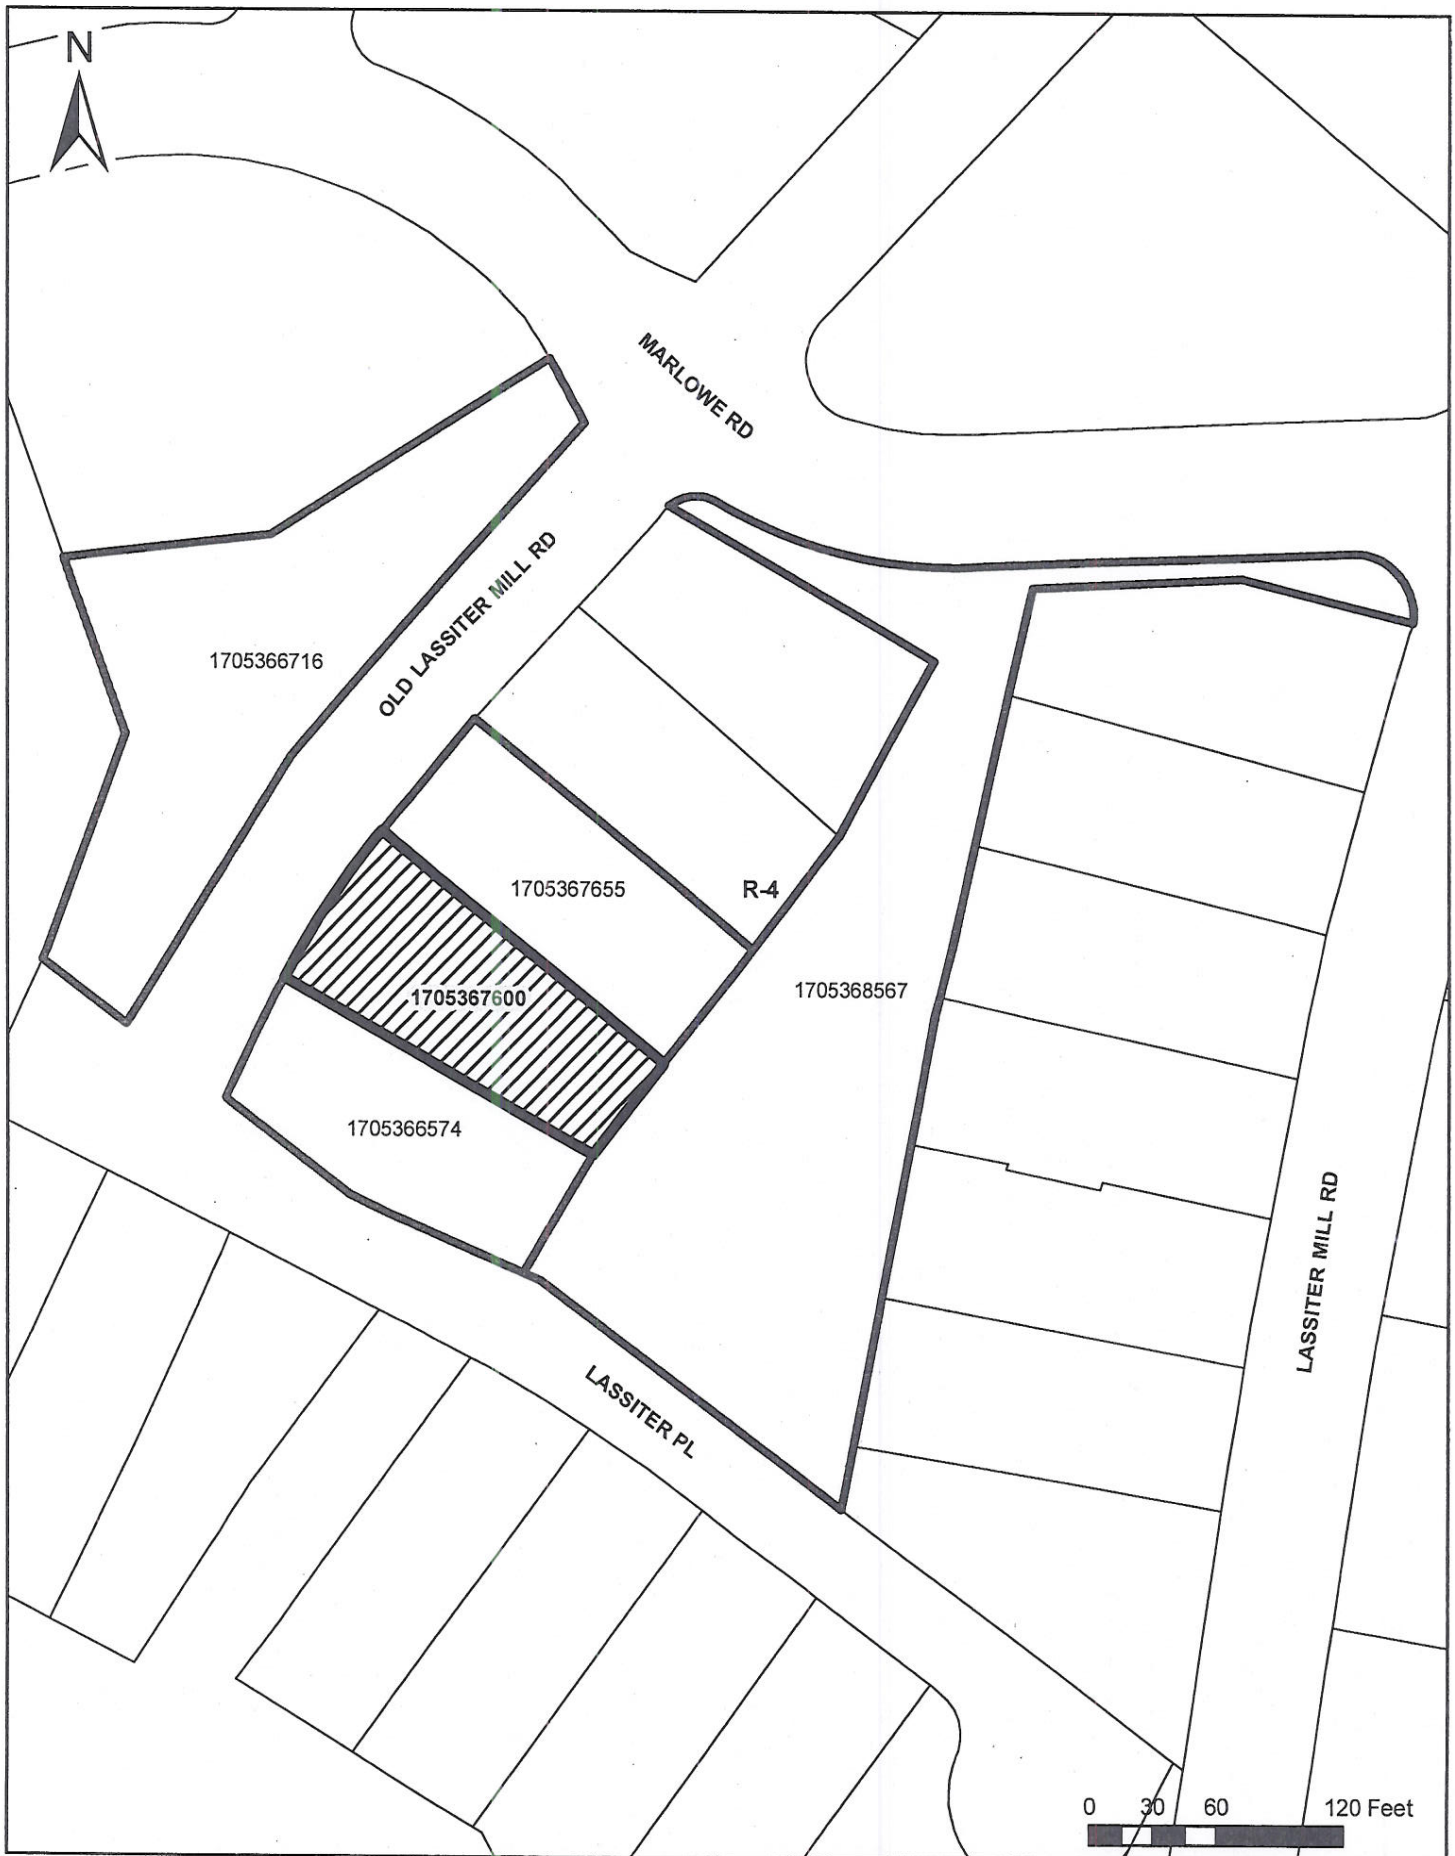 N
MARLOWE RD
OLD LASSITER MILL RD
1705366716
1705367655
R-4
1705368567
1705367600
1705366574
LASSITER MILL RD
LASSITER PL
0 30 60 120 Feet